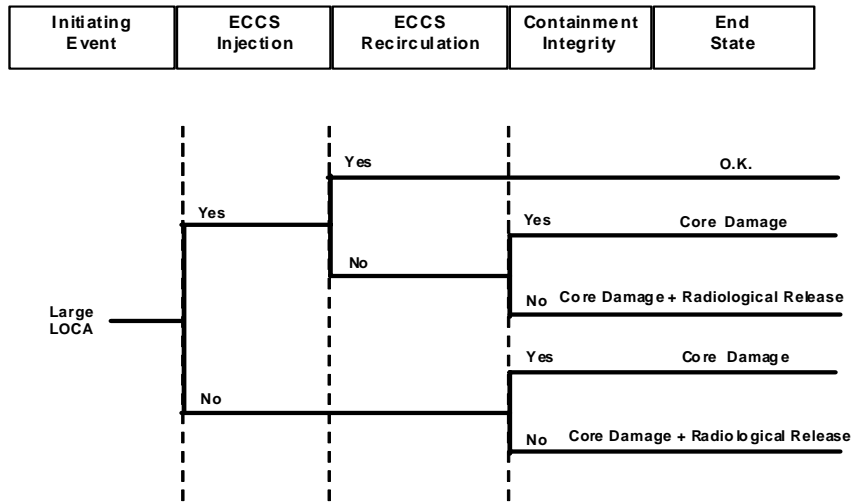 Initiating
Event
ECCS
Injection
ECCS
Recirculation
Containment
Integrity
End
State
Yes
O.K.
Yes
Yes
Core Damage
No
No Core Damage + Radiological Release
Large
LOCA
Yes
Core Damage
No
No Core Damage + Radiological Release